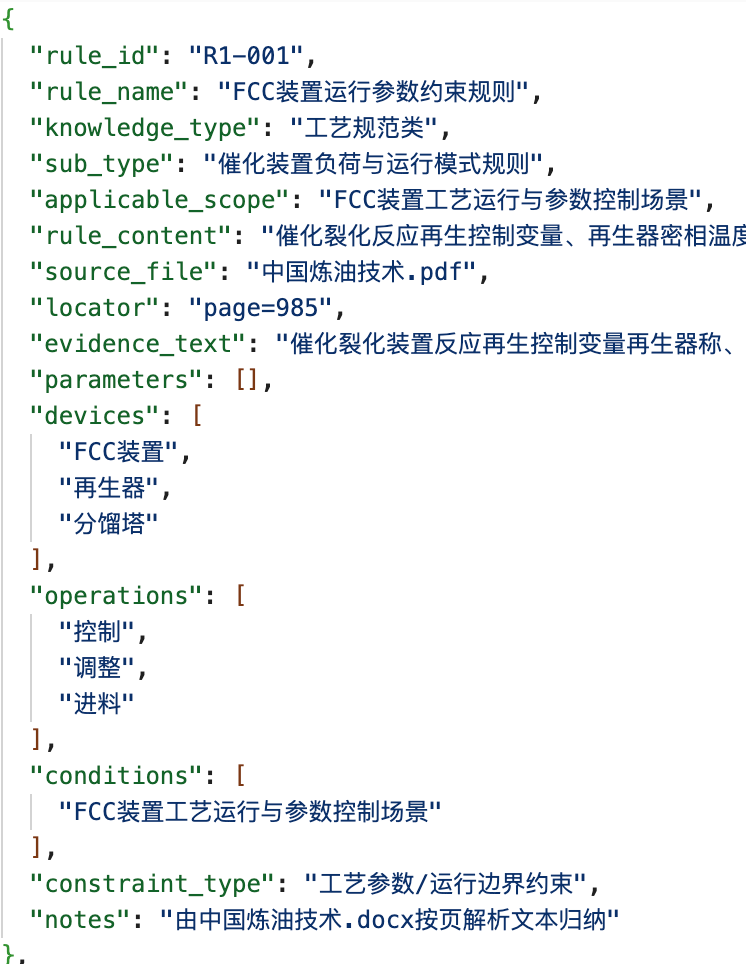 {
"rule_id": "R1-001",
"rule_name": "FCC装置运行参数约束规则",
"knowledge_type": "工艺规范类",
"sub_type": "催化装置负荷与运行模式规则",
"applicable_scope": "FCC装置工艺运行与参数控制场景",
"rule_content": "催化裂化反应再生控制变量、再生器密相温度
"source_file": "中国炼油技术.pdf",
"locator": "page=985",
"evidence_text": "催化裂化装置反应再生控制变量再生器称、
"parameters": [],
"devices": [
"FCC装置",
"再生器",
"分馏塔"
],
"operations": [
"控制",
"调整",
"进料"
],
"conditions": [
"FCC装置工艺运行与参数控制场景"
],
"constraint_type": "工艺参数/运行边界约束",
"notes": "由中国炼油技术.docx按页解析文本归纳"
},